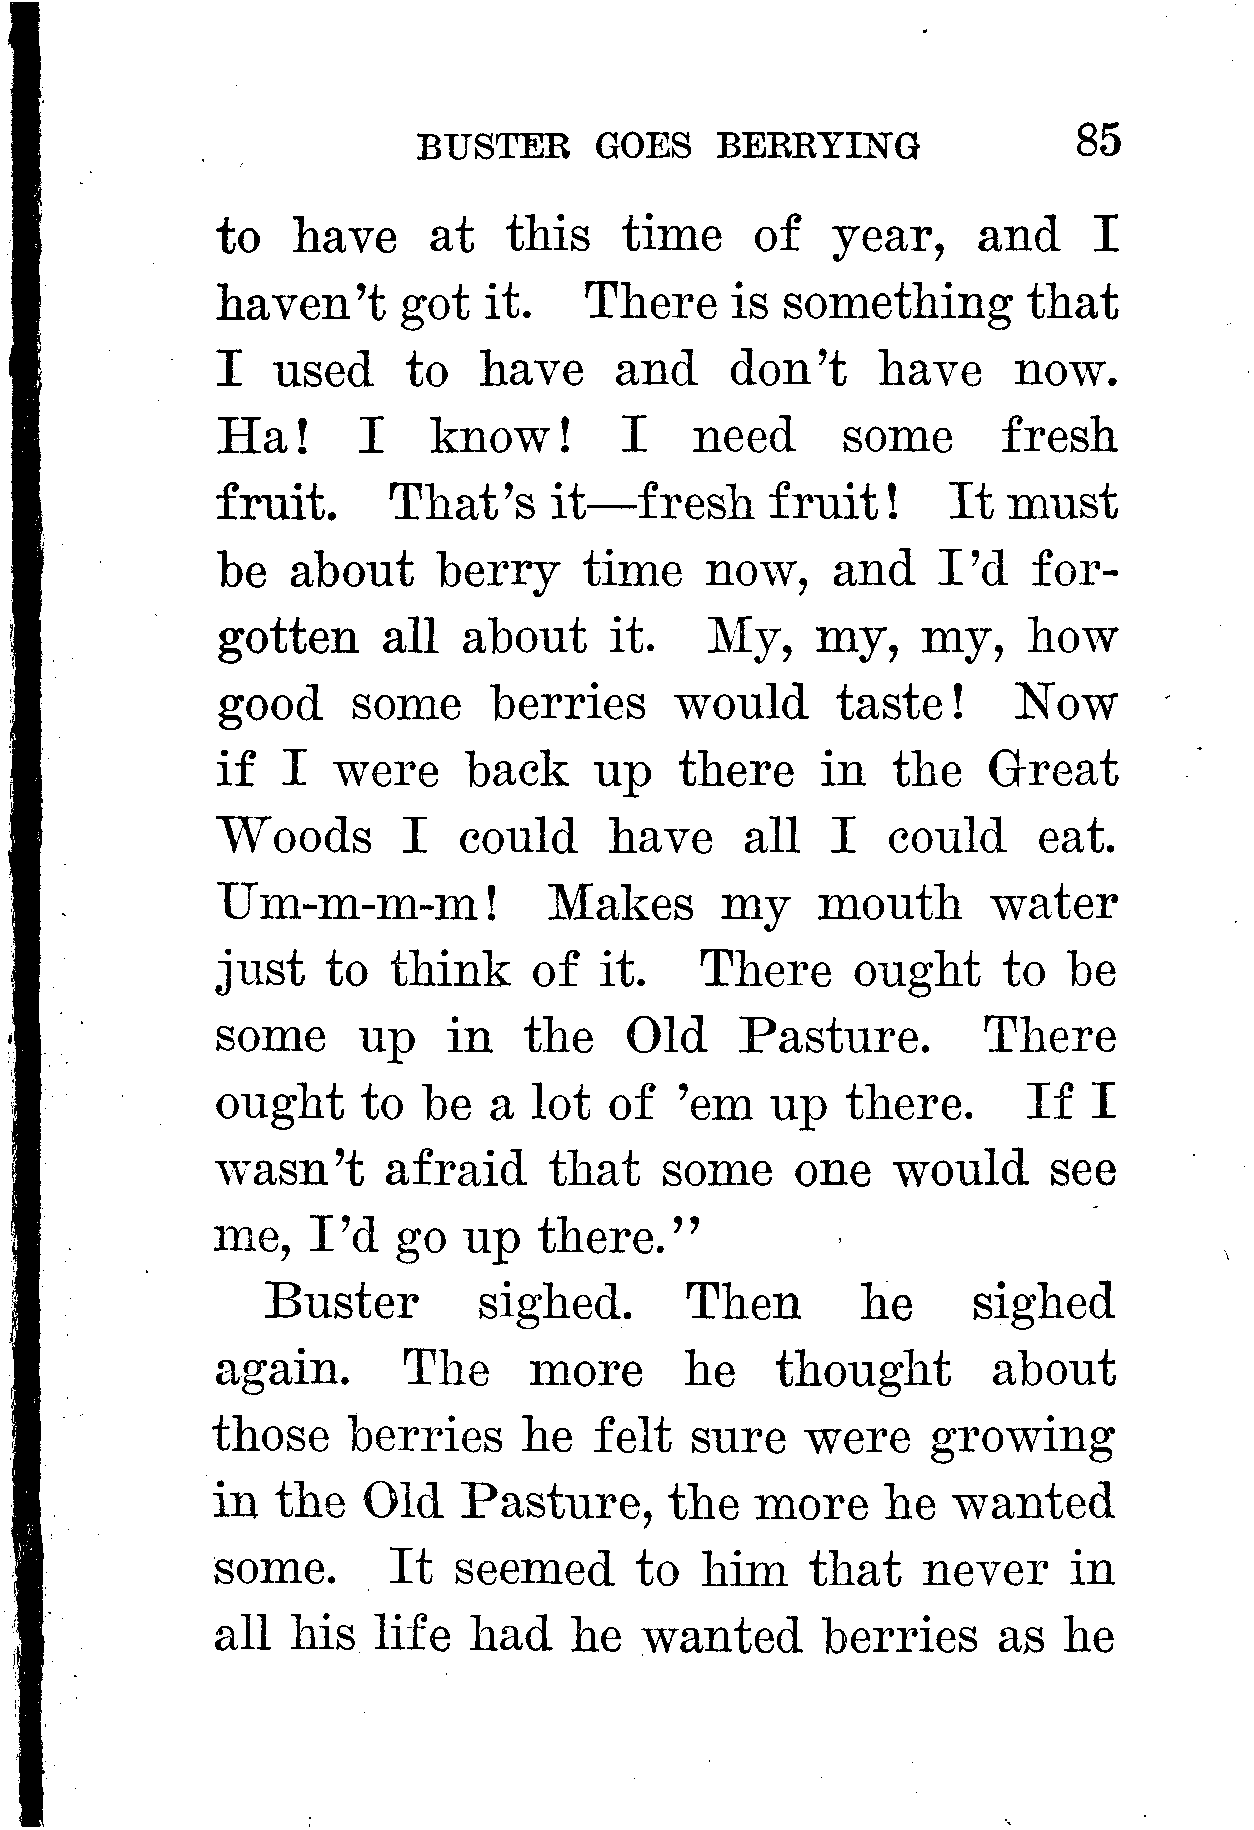 BUSTER GOES BERRYING 85
to have at this time of year, and I
haven't got it. There is something that
I used to have and don't have now.
Ha! I know! I need some fresh
fruit. That's it—fresh fruit! It must
be about berry time now, and I'd for-
gotten all about it. My, my, my, how
good some berries would taste! Now
if I were back up there in the Great
Woods I could have all I could eat.
Um-m-m-m! Makes my mouth water
just to think of it. There ought to be
some up in the Old Pasture. There
ought to be a lot of 'em up there. If I
wasn't afraid that some one would see
me, I'd go up there."
Buster sighed. Then he sighed
again. The more he thought about
those berries he felt sure were growing
in the Old Pasture, the more he wanted
some. It seemed to him that never in
all his life had he wanted berries as he